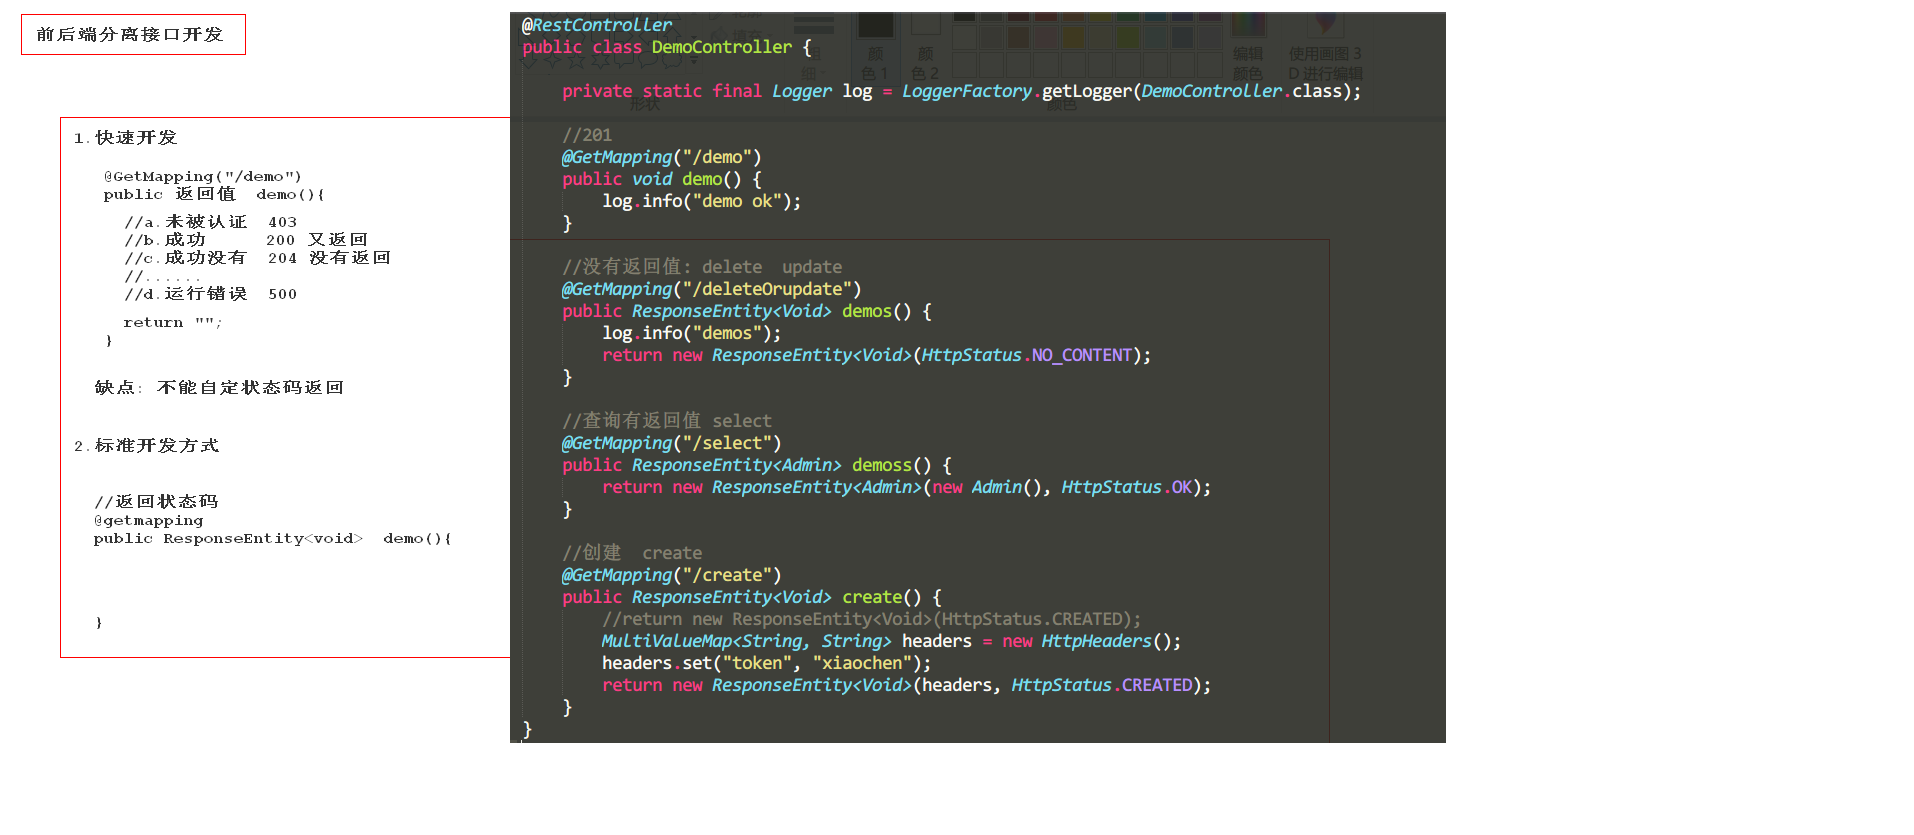 前后端分离接口开发
1.快速开发
@GetMapping("/demo")
public 返回值  demo(){
//a.未被认证  403
//b.成功      200 又返回
//c.成功没有  204 没有返回
//......
//d.运行错误  500
return "";
}
缺点: 不能自定状态码返回
2.标准开发方式
//返回状态码
@getmapping
public ResponseEntity<void>  demo(){
}
@RestController
public class DemoController {
private static final Logger log = LoggerFactory.getLogger(DemoController.class);
//201
@GetMapping("/demo")
public void demo() {
log.info("demo ok");
}
//没有返回值: delete  update
@GetMapping("/deleteOrupdate")
public ResponseEntity<Void> demos() {
log.info("demos");
return new ResponseEntity<Void>(HttpStatus.NO_CONTENT);
}
//查询有返回值 select
@GetMapping("/select")
public ResponseEntity<Admin> demoss() {
return new ResponseEntity<Admin>(new Admin(), HttpStatus.OK);
}
//创建  create
@GetMapping("/create")
public ResponseEntity<Void> create() {
//return new ResponseEntity<Void>(HttpStatus.CREATED);
MultiValueMap<String, String> headers = new HttpHeaders();
headers.set("token", "xiaochen");
return new ResponseEntity<Void>(headers, HttpStatus.CREATED);
}
}
颜
色 1
颜
色 2
编辑
颜色
使用画图 3
D 进行编辑
形状
颜色